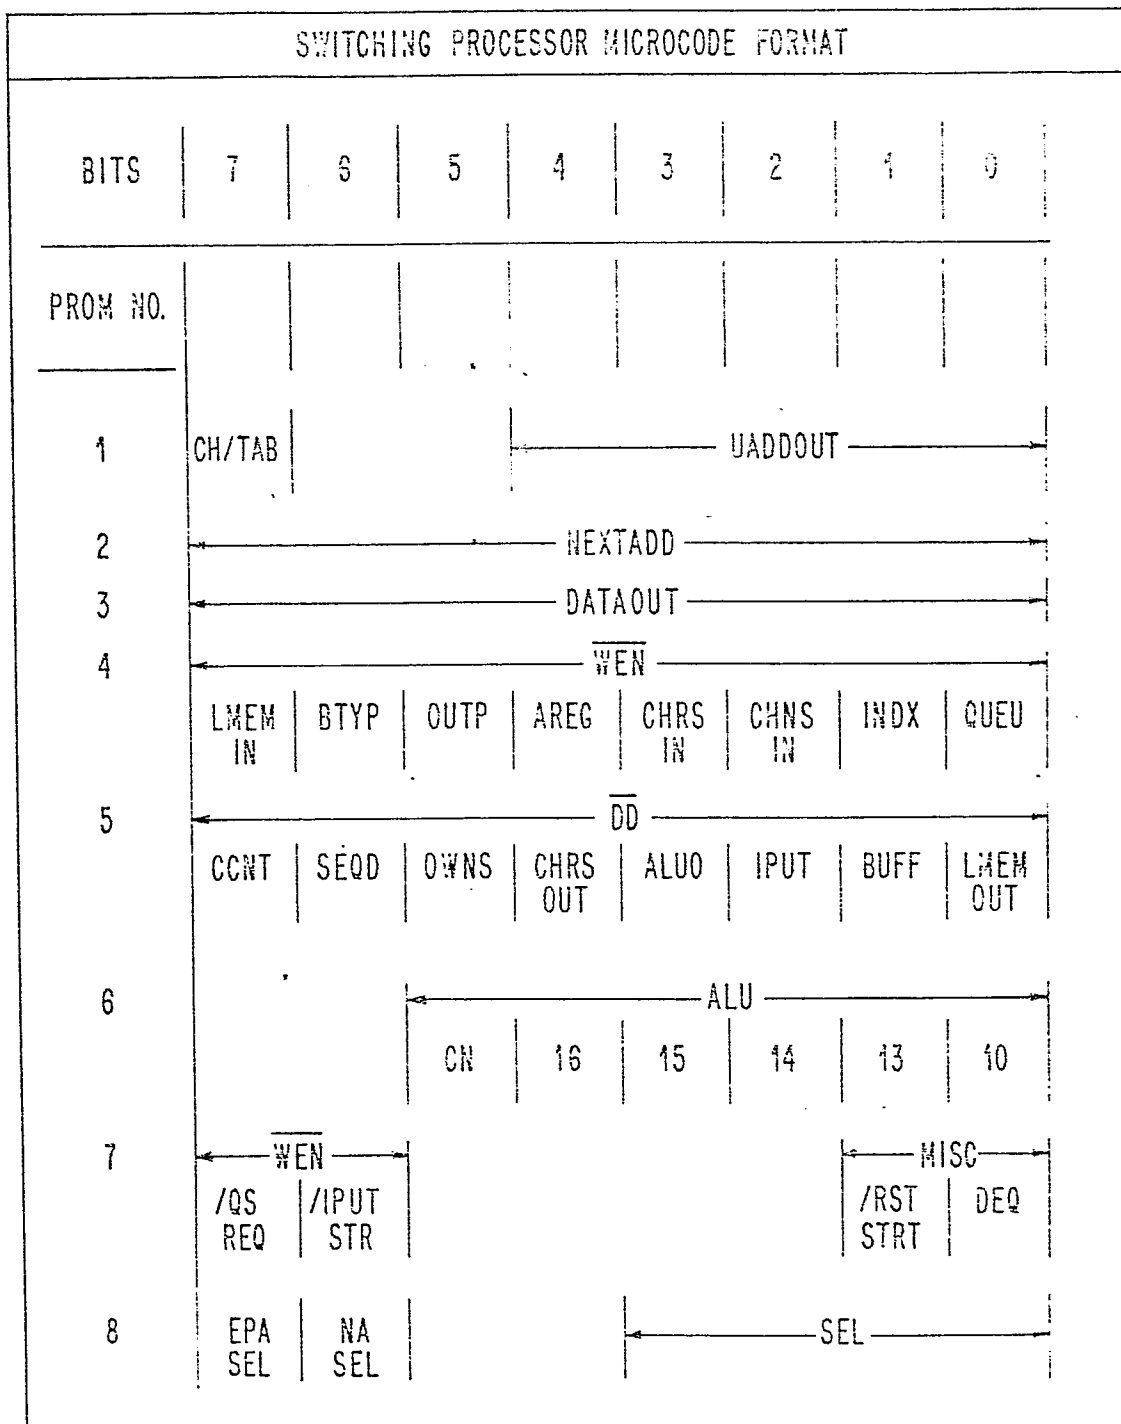 SWITCHING PROCESSOR MICROCODE FORMAT
BITS 7 6 5 4 3 2 1 0
PROM NO.
1 CH/TAB UADDOUT
2 NEXTADD
3 DATAOUT
4 W̅E̅N̅
LMEM IN BTYP OUTP AREG CHRS IN CHNS IN INDX QUEU
5 D̅D̅
CCNT SEQD OWNS CHRS OUT ALUO IPUT BUFF LMEM OUT
6 ALU
CN 16 15 14 13 10
7 W̅E̅N̅ MISC
/QS REQ /IPUT STR /RST STRT DEQ
8 EPA SEL NA SEL SEL